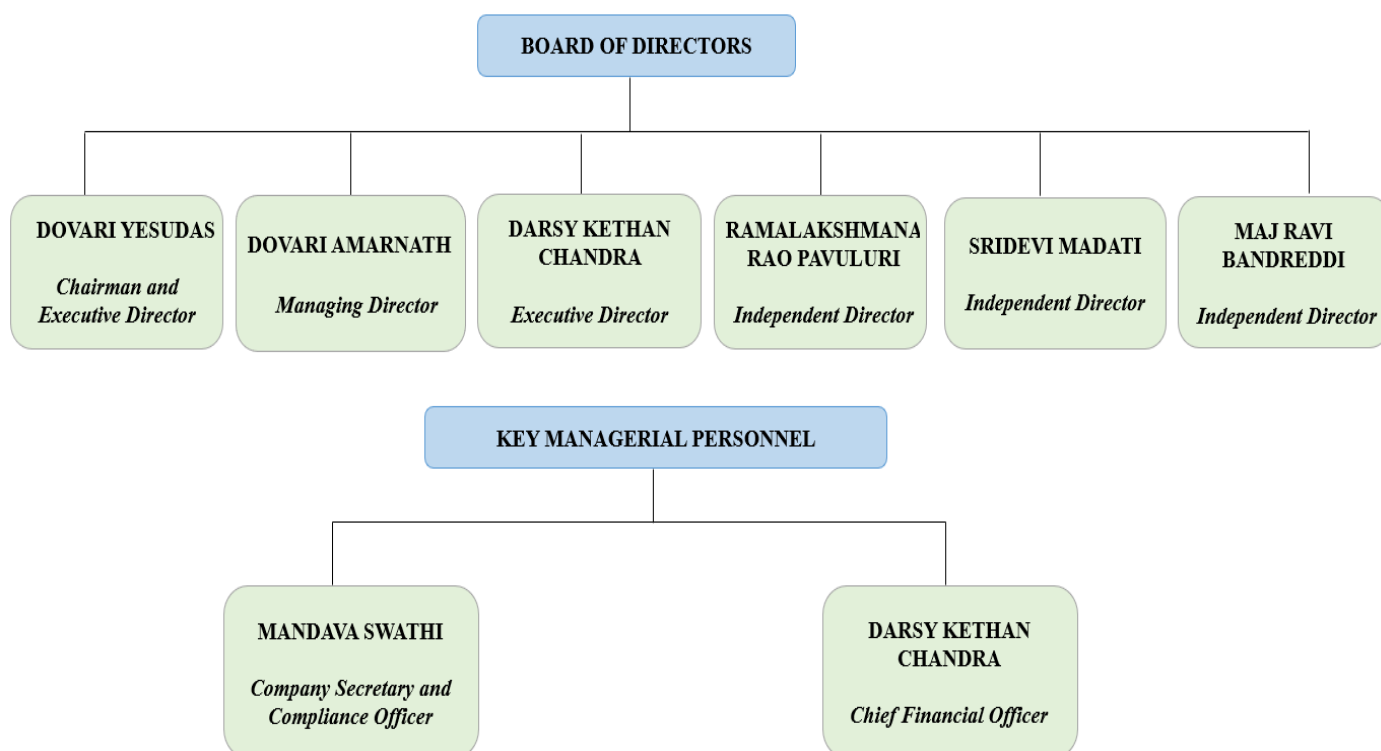 BOARD OF DIRECTORS
DOVARI YESUDAS
Chairman and
Executive Director
DOVARI AMARNATH
Managing Director
DARSY KETHAN
CHANDRA
Executive Director
RAMALAKSHMANA
RAO PAVULURI
Independent Director
SRIDEVI MADATI
Independent Director
MAJ RAVI
BANDREDDI
Independent Director
KEY MANAGERIAL PERSONNEL
MANDAVA SWATHI
Company Secretary and
Compliance Officer
DARSY KETHAN
CHANDRA
Chief Financial Officer